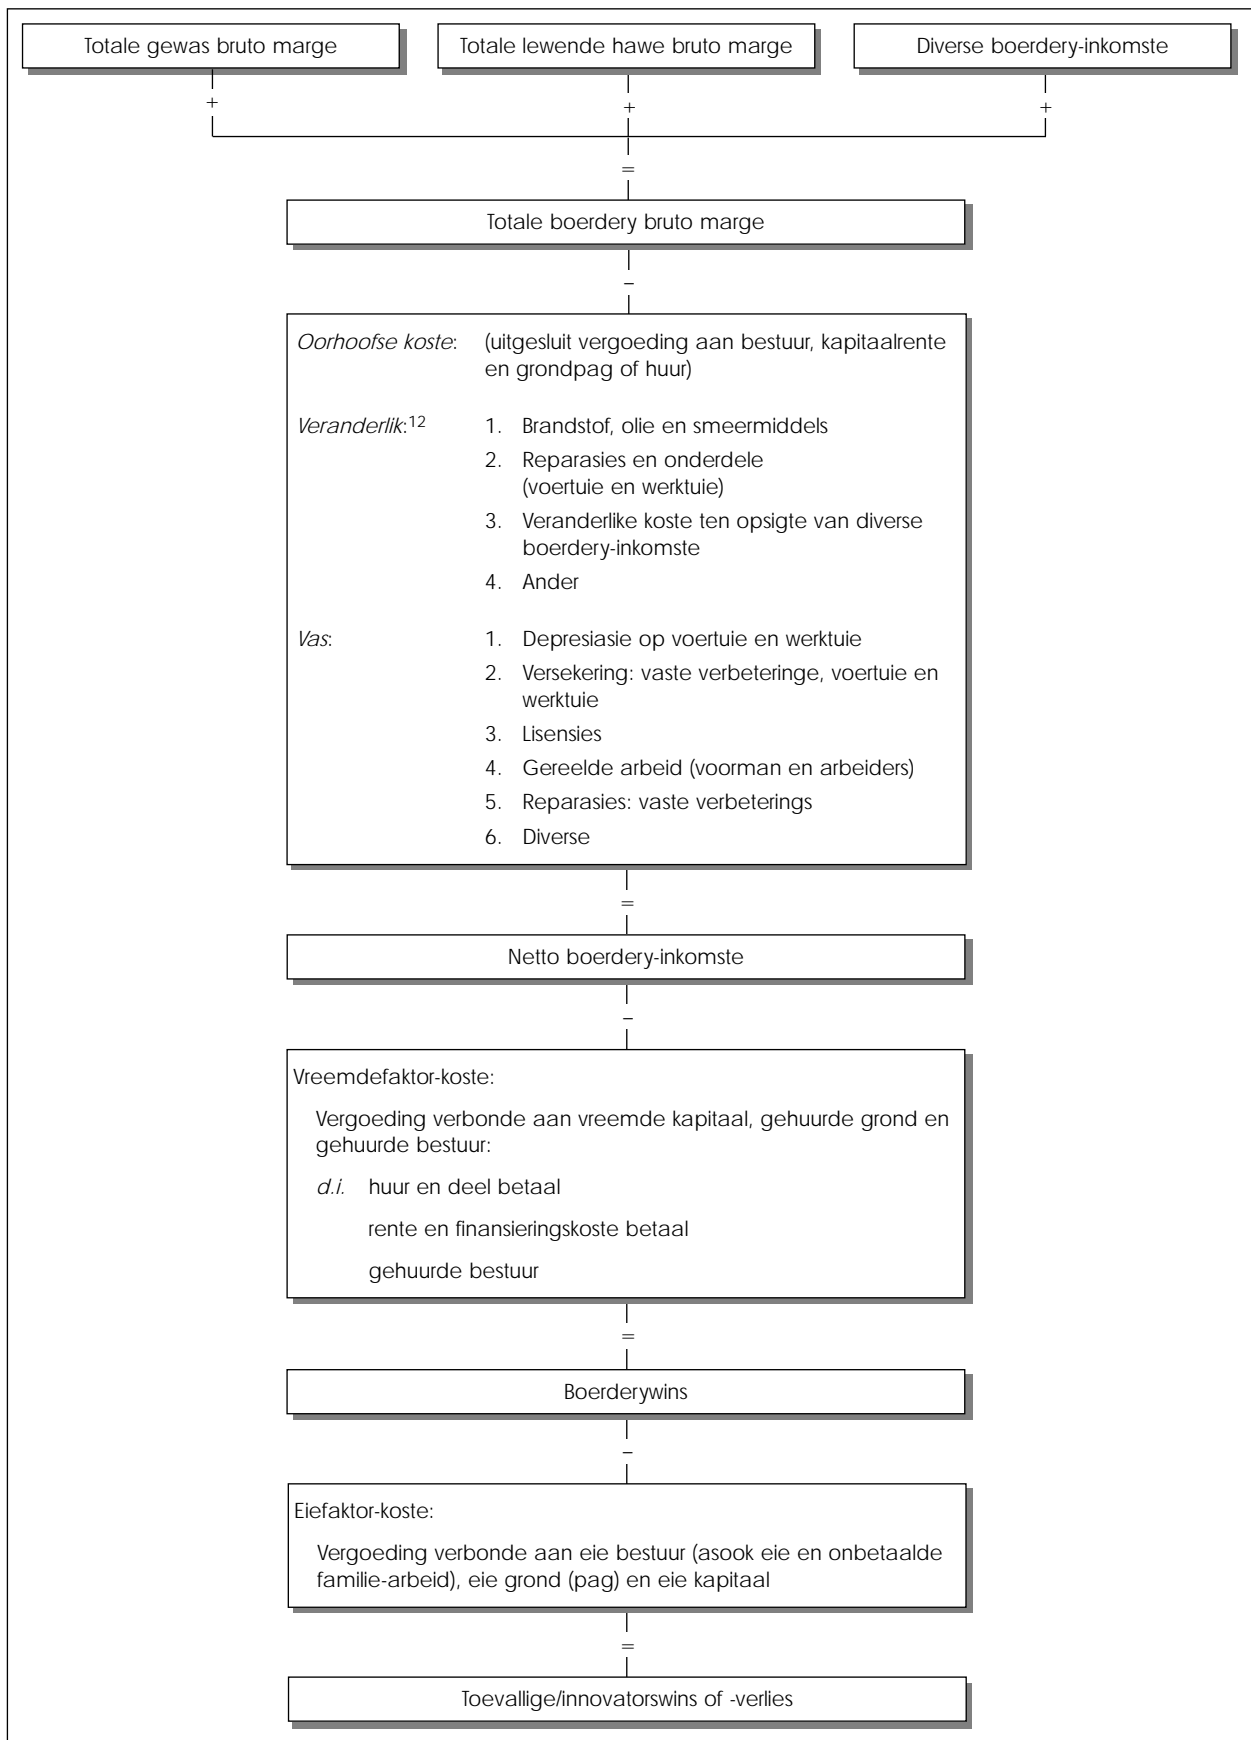 Totale gewas bruto marge
Totale lewende hawe bruto marge
Diverse boerdery-inkomste
+
+
+
=
Totale boerdery bruto marge
–
Oorhoofse koste: (uitgesluit vergoeding aan bestuur, kapitaalrente
en grondpag of huur)
Veranderlik:12 1. Brandstof, olie en smeermiddels
2. Reparasies en onderdele
(voertuie en werktuie)
3. Veranderlike koste ten opsigte van diverse
boerdery-inkomste
4. Ander
Vas: 1. Depresiasie op voertuie en werktuie
2. Versekering: vaste verbeteringe, voertuie en
werktuie
3. Lisensies
4. Gereelde arbeid (voorman en arbeiders)
5. Reparasies: vaste verbeterings
6. Diverse
=
Netto boerdery-inkomste
–
Vreemdefaktor-koste:
Vergoeding verbonde aan vreemde kapitaal, gehuurde grond en
gehuurde bestuur:
d.i. huur en deel betaal
rente en finansieringskoste betaal
gehuurde bestuur
=
Boerderywins
–
Eiefaktor-koste:
Vergoeding verbonde aan eie bestuur (asook eie en onbetaalde
familie-arbeid), eie grond (pag) en eie kapitaal
=
Toevallige/innovatorswins of -verlies